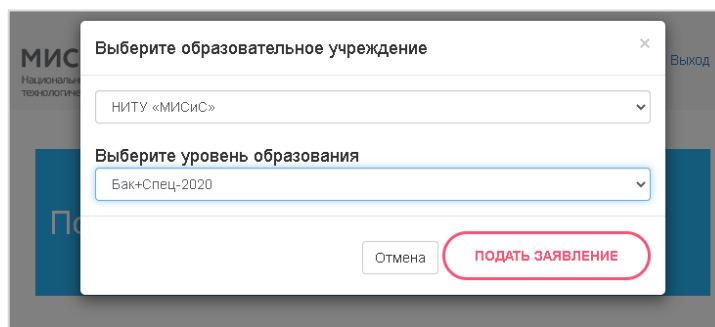 Выберите образовательное учреждение
×
МИС
Национальн
технологиче
Выход
НИТУ «МИСиС»
Выберите уровень образования
Бак+Спец-2020
По
Отмена
ПОДАТЬ ЗАЯВЛЕНИЕ